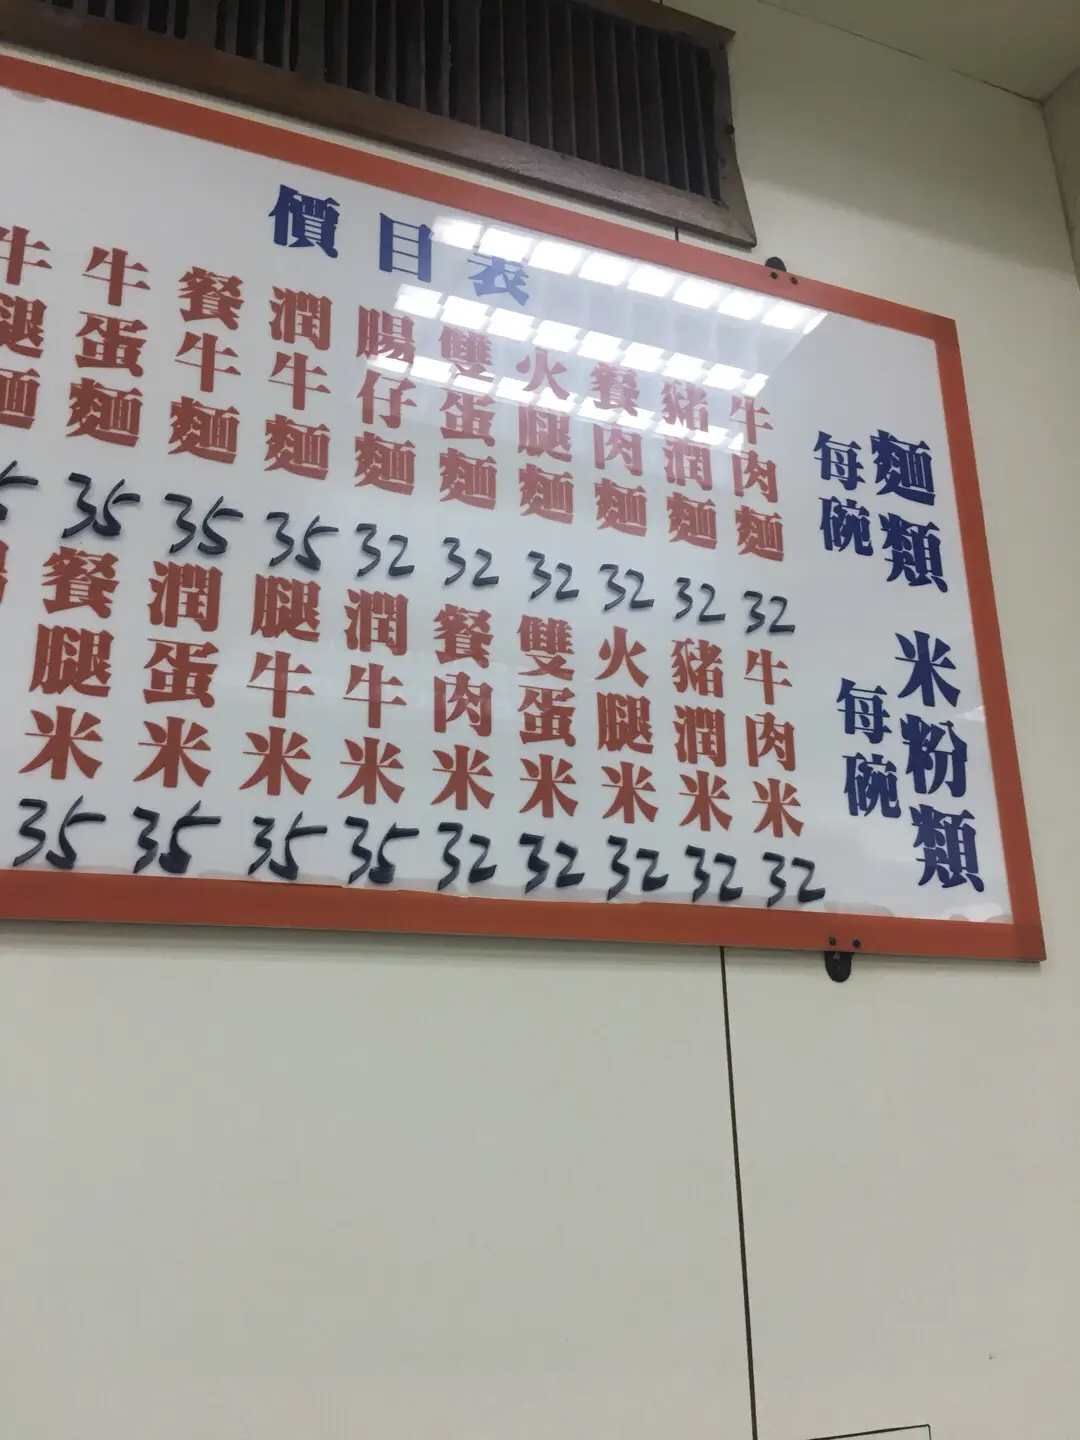 價目表
麵類 每碗
牛肉麵 32
豬潤麵 32
餐肉麵 32
火腿麵 32
雙蛋麵 32
腸仔麵 32
潤牛麵 35
餐牛麵 35
牛蛋麵 35
牛腿麵
米粉類 每碗
牛肉米 32
豬潤米 32
火腿米 32
雙蛋米 32
餐肉米 32
潤牛米 35
腿牛米 35
潤蛋米 35
餐腿米 35